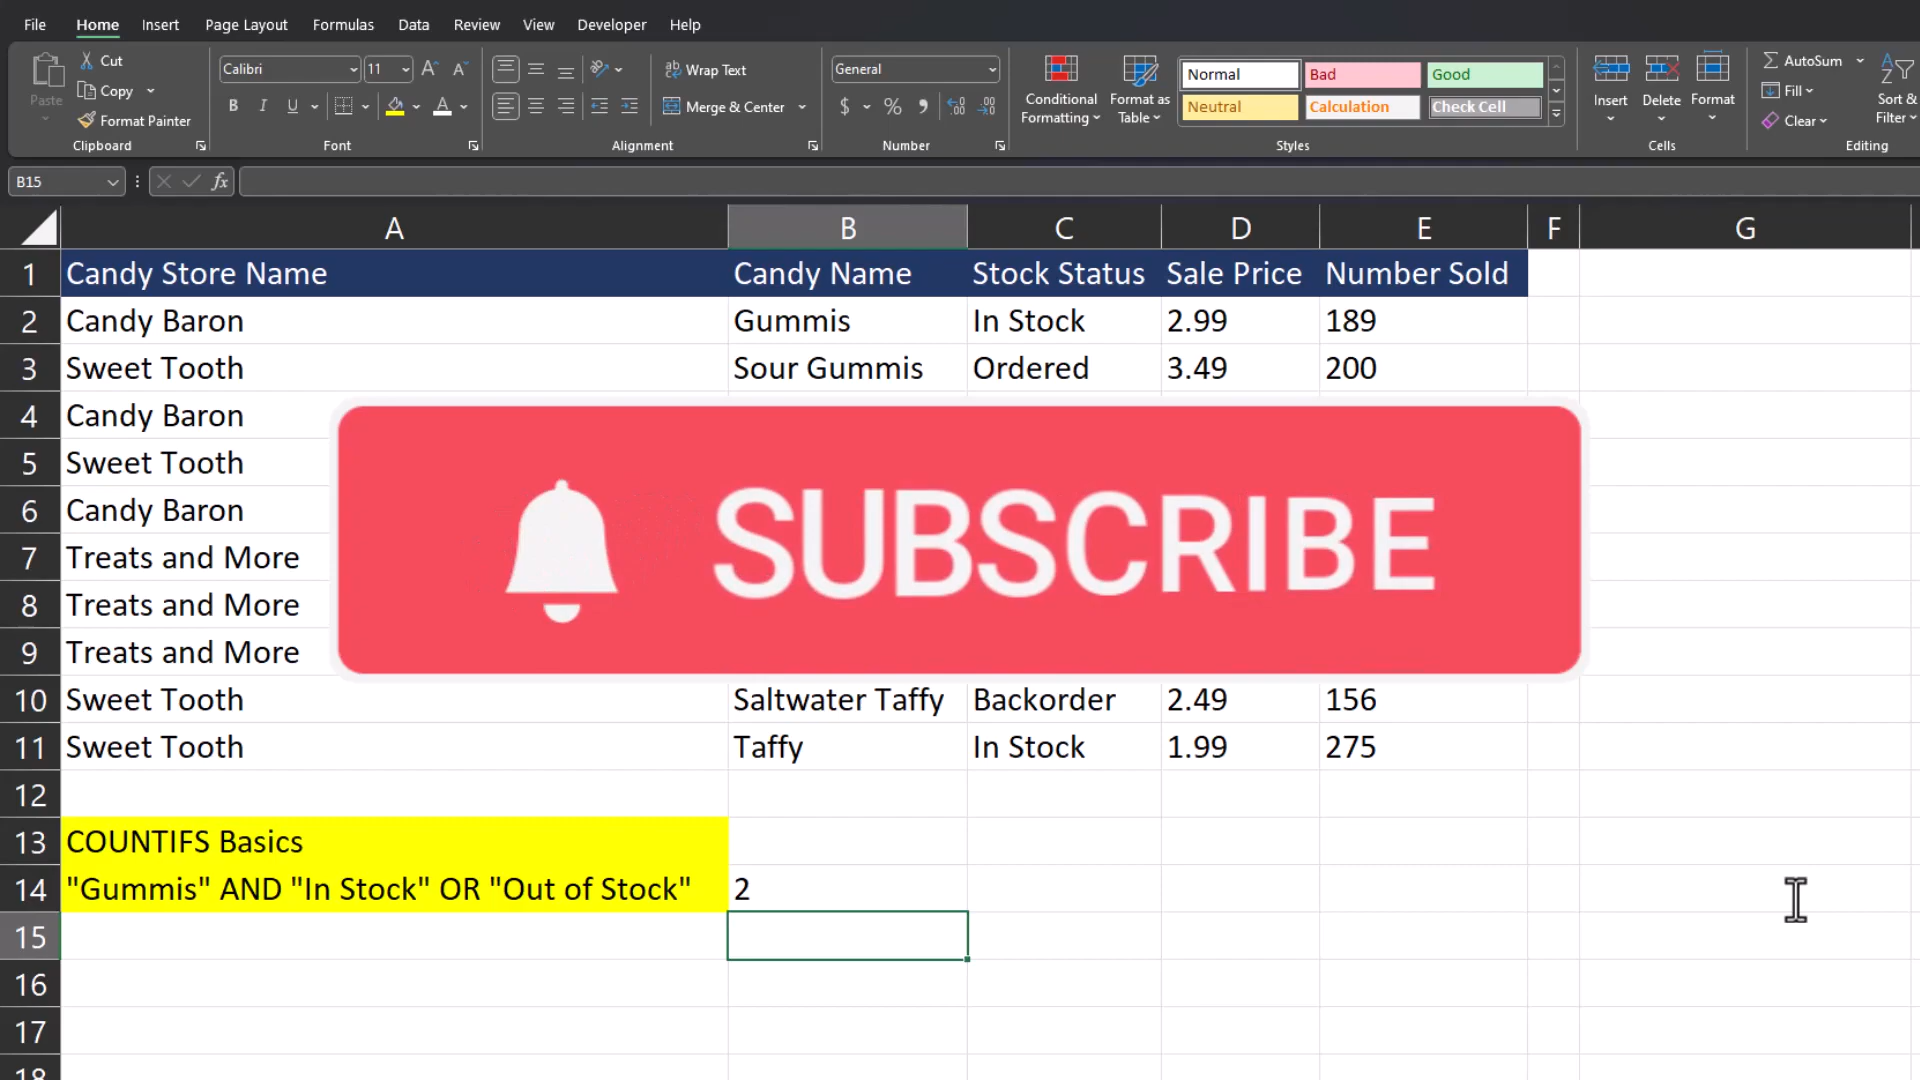 File Home Insert Page Layout Formulas Data Review View Developer Help
Paste Cut Copy Format Painter Clipboard
Calibri 11 B I U A Font
Wrap Text Merge & Center Alignment
General $ % Number
Conditional Formatting Format as Table
Normal Bad Good
Neutral Calculation Check Cell
Styles
Insert Delete Format Cells
AutoSum Fill Clear Sort & Filter Editing
B15 fx
A B C D E F G
1 Candy Store Name Candy Name Stock Status Sale Price Number Sold
2 Candy Baron Gummis In Stock 2.99 189
3 Sweet Tooth Sour Gummis Ordered 3.49 200
4 Candy Baron
5 Sweet Tooth
6 Candy Baron
SUBSCRIBE
7 Treats and More
8 Treats and More
9 Treats and More
10 Sweet Tooth Saltwater Taffy Backorder 2.49 156
11 Sweet Tooth Taffy In Stock 1.99 275
12
13 COUNTIFS Basics
14 "Gummis" AND "In Stock" OR "Out of Stock" 2
15
16
17
18